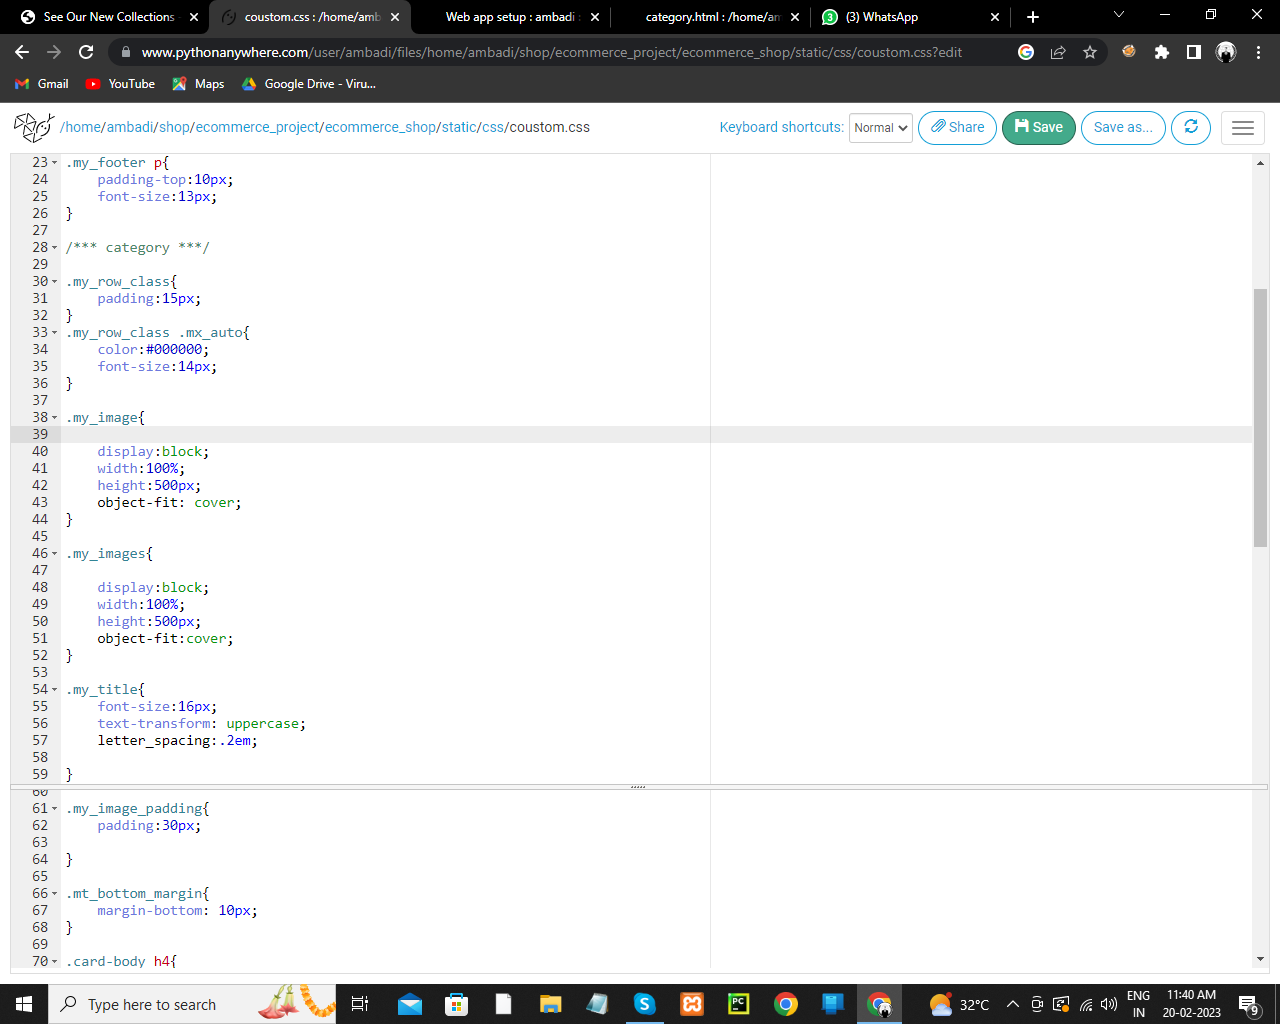 See Our New Collections
coustom.css : /home/amb
Web app setup : ambadi :
category.html : /home/am
(3) WhatsApp
www.pythonanywhere.com/user/ambadi/files/home/ambadi/shop/ecommerce_project/ecommerce_shop/static/css/coustom.css?edit
Gmail
YouTube
Maps
Google Drive - Viru...
/home/ambadi/shop/ecommerce_project/ecommerce_shop/static/css/coustom.css
Keyboard shortcuts: Normal Share Save Save as...
23 .my_footer p{
24 padding-top:10px;
25 font-size:13px;
26 }
27
28 /*** category ***/
29
30 .my_row_class{
31 padding:15px;
32 }
33 .my_row_class .mx_auto{
34 color:#000000;
35 font-size:14px;
36 }
37
38 .my_image{
39
40 display:block;
41 width:100%;
42 height:500px;
43 object-fit: cover;
44 }
45
46 .my_images{
47
48 display:block;
49 width:100%;
50 height:500px;
51 object-fit:cover;
52 }
53
54 .my_title{
55 font-size:16px;
56 text-transform: uppercase;
57 letter_spacing:.2em;
58
59 }
60
61 .my_image_padding{
62 padding:30px;
63
64 }
65
66 .mt_bottom_margin{
67 margin-bottom: 10px;
68 }
69
70 .card-body h4{
Type here to search
32°C
ENG
IN
11:40 AM
20-02-2023
9